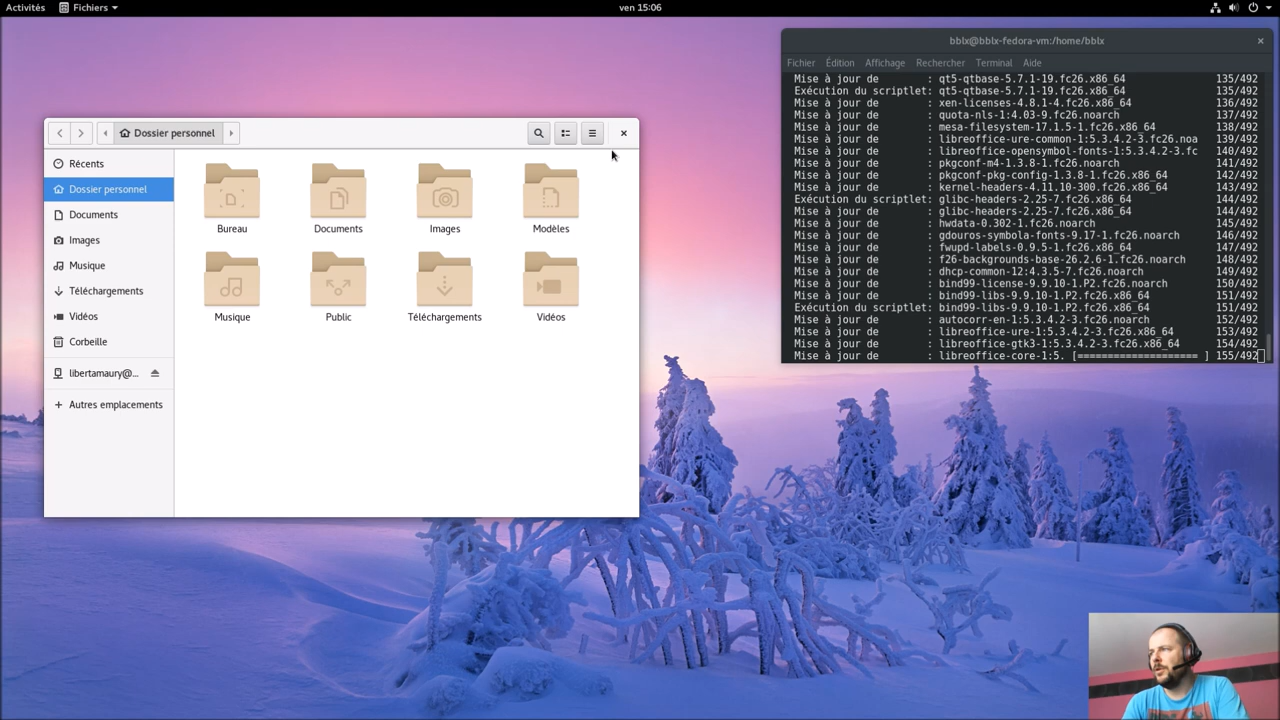 Activités
Fichiers
ven 15:06
Dossier personnel
Récents
Dossier personnel
Documents
Images
Musique
Téléchargements
Vidéos
Corbeille
libertamaury@...
Autres emplacements
Bureau
Documents
Images
Modèles
Musique
Public
Téléchargements
Vidéos
bblx@bblx-fedora-vm:/home/bblx
Fichier Édition Affichage Rechercher Terminal Aide
Mise à jour de : qt5-qtbase-5.7.1-19.fc26.x86_64 135/492
Exécution du scriptlet: qt5-qtbase-5.7.1-19.fc26.x86_64 135/492
Mise à jour de : xen-licenses-4.8.1-4.fc26.x86_64 136/492
Mise à jour de : quota-nls-1:4.03-9.fc26.noarch 137/492
Mise à jour de : mesa-filesystem-17.1.5-1.fc26.x86_64 138/492
Mise à jour de : libreoffice-ure-common-1:5.3.4.2-3.fc26.noa 139/492
Mise à jour de : libreoffice-opensymbol-fonts-1:5.3.4.2-3.fc 140/492
Mise à jour de : pkgconf-m4-1.3.8-1.fc26.noarch 141/492
Mise à jour de : pkgconf-pkg-config-1.3.8-1.fc26.x86_64 142/492
Mise à jour de : kernel-headers-4.11.10-300.fc26.x86_64 143/492
Exécution du scriptlet: glibc-headers-2.25-7.fc26.x86_64 144/492
Mise à jour de : glibc-headers-2.25-7.fc26.x86_64 144/492
Mise à jour de : hwdata-0.302-1.fc26.noarch 145/492
Mise à jour de : gdouros-symbola-fonts-9.17-1.fc26.noarch 146/492
Mise à jour de : fwupd-labels-0.9.5-1.fc26.x86_64 147/492
Mise à jour de : f26-backgrounds-base-26.2.6-1.fc26.noarch 148/492
Mise à jour de : dhcp-common-12:4.3.5-7.fc26.noarch 149/492
Mise à jour de : bind99-license-9.9.10-1.P2.fc26.noarch 150/492
Mise à jour de : bind99-libs-9.9.10-1.P2.fc26.x86_64 151/492
Exécution du scriptlet: bind99-libs-9.9.10-1.P2.fc26.x86_64 151/492
Mise à jour de : autocorr-en-1:5.3.4.2-3.fc26.noarch 152/492
Mise à jour de : libreoffice-ure-1:5.3.4.2-3.fc26.x86_64 153/492
Mise à jour de : libreoffice-gtk3-1:5.3.4.2-3.fc26.x86_64 154/492
Mise à jour de : libreoffice-core-1:5. [==================== ] 155/492